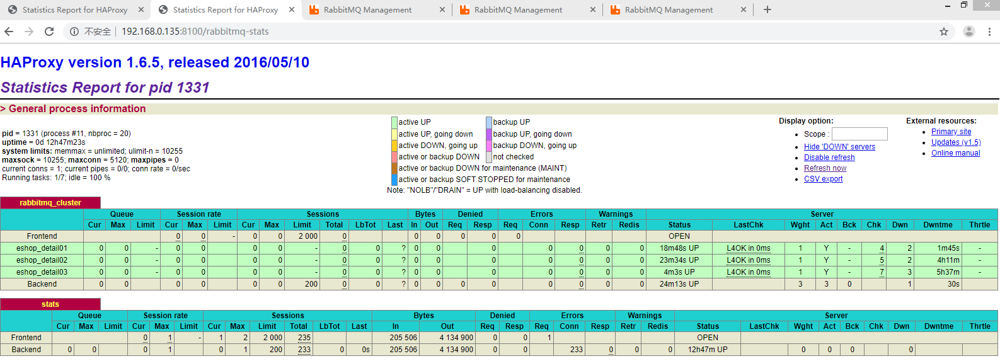 Statistics Report for HAProxy Statistics Report for HAProxy RabbitMQ Management RabbitMQ Management RabbitMQ Management
不安全 192.168.0.135:8100/rabbitmq-stats
HAProxy version 1.6.5, released 2016/05/10
Statistics Report for pid 1331
> General process information
pid = 1331 (process #11, nbproc = 20)
uptime = 0d 12h47m23s
system limits: memmax = unlimited; ulimit-n = 10255
maxsock = 10255; maxconn = 5120; maxpipes = 0
current conns = 1; current pipes = 0/0; conn rate = 0/sec
Running tasks: 1/7; idle = 100 %
active UP backup UP
active UP, going down backup UP, going down
active DOWN, going up backup DOWN, going up
active or backup DOWN not checked
active or backup DOWN for maintenance (MAINT)
active or backup SOFT STOPPED for maintenance
Note: "NOLB"/"DRAIN" = UP with load-balancing disabled.
Display option:
Scope :
Hide 'DOWN' servers
Disable refresh
Refresh now
CSV export
External resources:
Primary site
Updates (v1.5)
Online manual
rabbitmq_cluster
Queue Session rate Sessions Bytes Denied Errors Warnings Server
Cur Max Limit Cur Max Limit Cur Max Limit Total LbTot Last In Out Req Resp Req Conn Resp Retr Redis Status LastChk Wght Act Bck Chk Dwn Dwntme Thrtle
Frontend 0 0 - 0 0 2 000 0 0 0 0 0 0 OPEN
eshop_detail01 0 0 - 0 0 0 0 - 0 0 ? 0 0 0 0 0 0 0 18m48s UP L4OK in 0ms 1 Y - 4 2 1m45s -
eshop_detail02 0 0 - 0 0 0 0 - 0 0 ? 0 0 0 0 0 0 0 23m34s UP L4OK in 0ms 1 Y - 5 2 4h11m -
eshop_detail03 0 0 - 0 0 0 0 - 0 0 ? 0 0 0 0 0 0 0 4m3s UP L4OK in 0ms 1 Y - 7 3 5h37m -
Backend 0 0 0 0 0 0 200 0 0 ? 0 0 0 0 0 0 0 0 24m13s UP 3 3 0 1 30s
stats
Queue Session rate Sessions Bytes Denied Errors Warnings Server
Cur Max Limit Cur Max Limit Cur Max Limit Total LbTot Last In Out Req Resp Req Conn Resp Retr Redis Status LastChk Wght Act Bck Chk Dwn Dwntme Thrtle
Frontend 0 1 - 1 2 2 000 235 205 506 4 134 900 0 0 1 OPEN
Backend 0 0 0 1 0 1 200 233 0 0s 205 506 4 134 900 0 0 233 0 0 0 12h47m UP 0 0 0 0